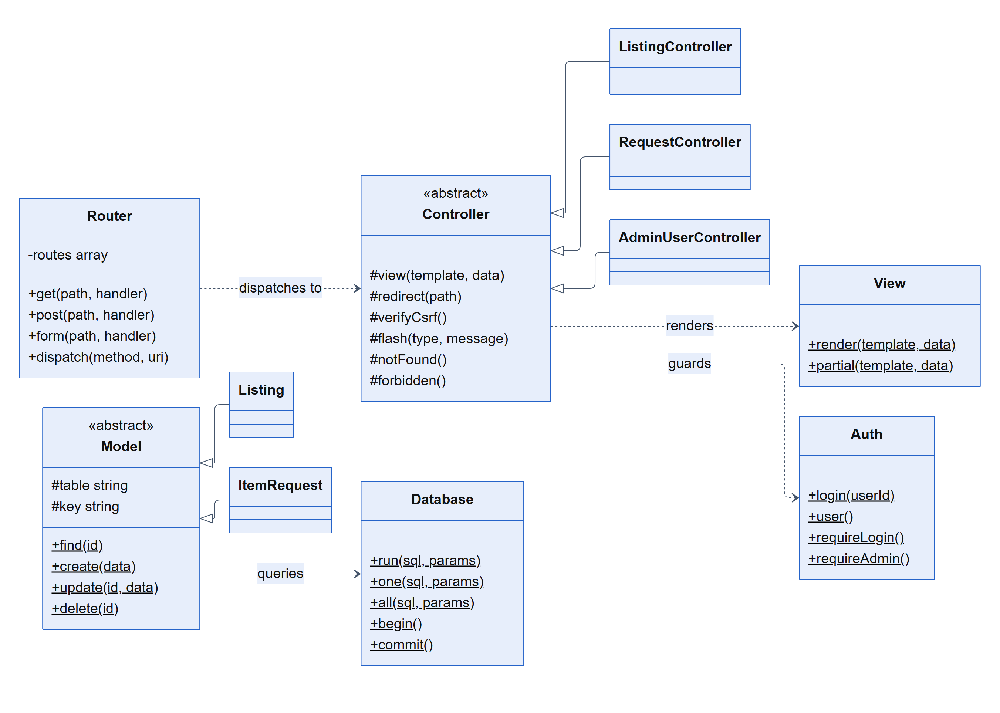 ListingController
RequestController
«abstract»
Controller
#view(template, data)
#redirect(path)
#verifyCsrf()
#flash(type, message)
#notFound()
#forbidden()
Router
-routes array
+get(path, handler)
+post(path, handler)
+form(path, handler)
+dispatch(method, uri)
dispatches to
AdminUserController
View
+render(template, data)
+partial(template, data)
renders
guards
Listing
«abstract»
Model
#table string
#key string
+find(id)
+create(data)
+update(id, data)
+delete(id)
ItemRequest
queries
Database
+run(sql, params)
+one(sql, params)
+all(sql, params)
+begin()
+commit()
Auth
+login(userId)
+user()
+requireLogin()
+requireAdmin()